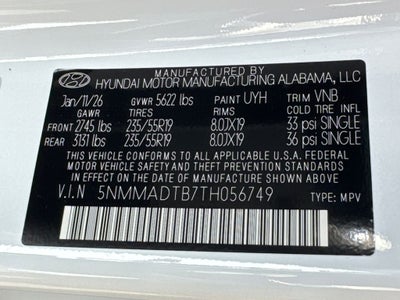 MANUFACTURED BY
HYUNDAI MOTOR MANUFACTURING ALABAMA, LLC
Jan/11/26 GVWR 5622 lbs PAINT UYH TRIM VNB
GAWR TIRES RIMS COLD TIRE INFL
FRONT 2745 lbs 235/55R19 8.0JX19 33 psi SINGLE
REAR 3131 lbs 235/55R19 8.0JX19 36 psi SINGLE
THIS VEHICLE CONFORMS TO ALL APPLICABLE
FEDERAL MOTOR VEHICLE SAFETY, BUMPER, AND
THEFT PREVENTION STANDARDS IN EFFECT ON THE
DATE OF MANUFACTURE SHOWN ABOVE.
V.I.N 5NMMADTB7TH056749 TYPE: MPV